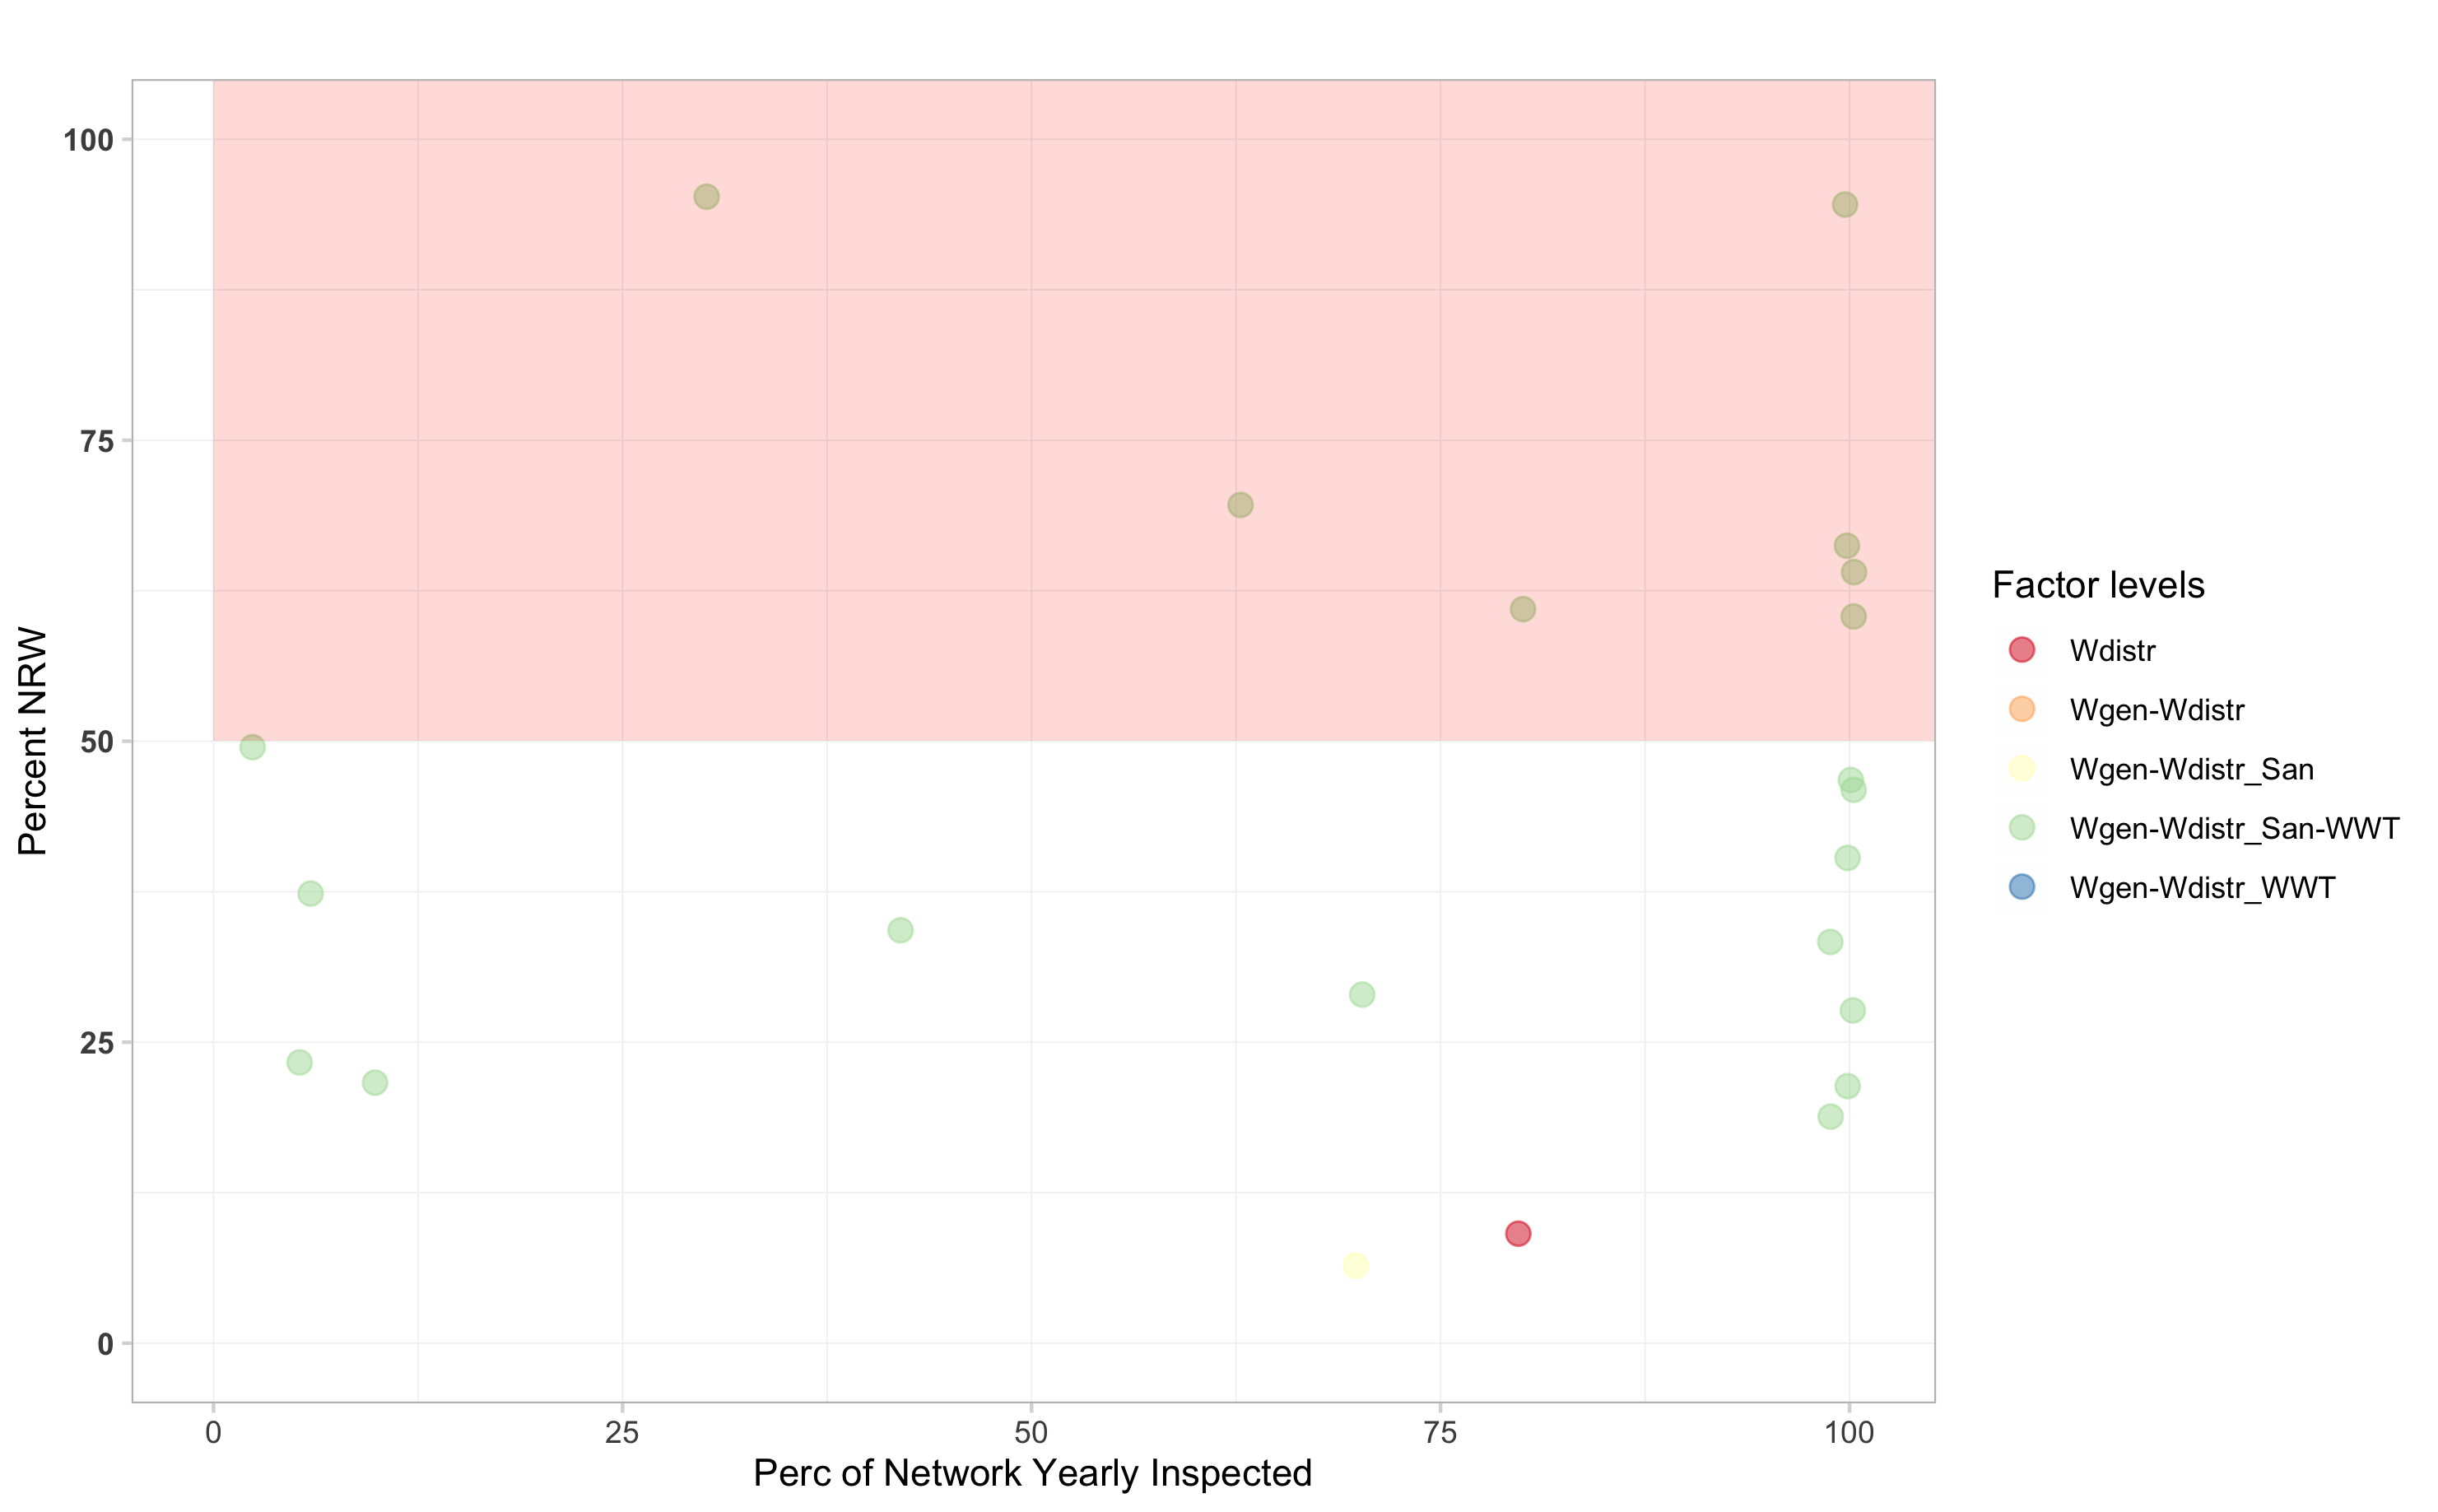 100
75
50
25
0
Percent NRW
0 25 50 75 100
Perc of Network Yearly Inspected
Factor levels
Wdistr
Wgen-Wdistr
Wgen-Wdistr_San
Wgen-Wdistr_San-WWT
Wgen-Wdistr_WWT